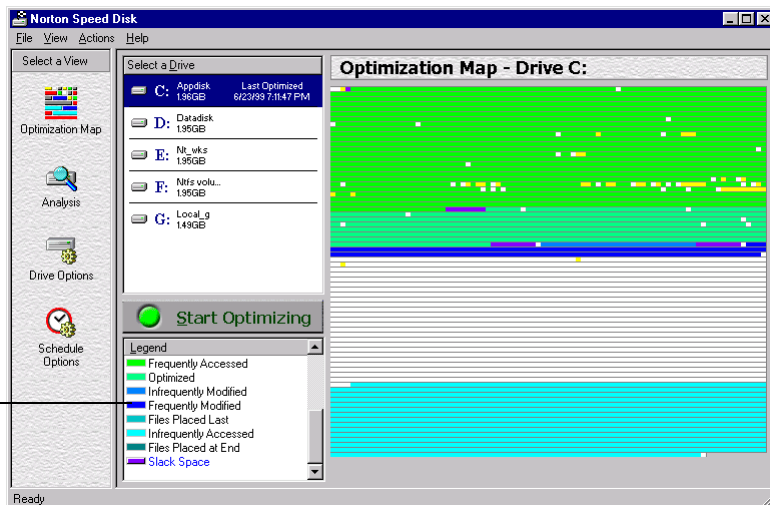 Norton Speed Disk
File View Actions Help
Select a View
Optimization Map
Analysis
Drive Options
Schedule
Options
Select a Drive
C: Appdisk Last Optimized
1.96GB 6/23/99 7:11:47 PM
D: Datadisk
1.95GB
E: Nt_wks
1.95GB
F: Ntfs volu...
1.95GB
G: Local_g
1.49GB
Start Optimizing
Legend
Frequently Accessed
Optimized
Infrequently Modified
Frequently Modified
Files Placed Last
Infrequently Accessed
Files Placed at End
Slack Space
Optimization Map - Drive C:
Ready